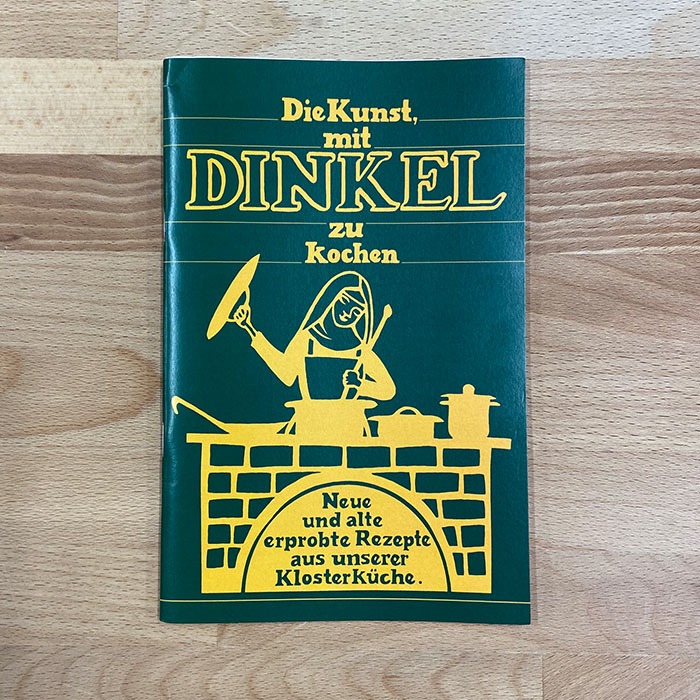 Die Kunst,
mit
DINKEL
zu
kochen
Neue
und alte
erprobte Rezepte
aus unserer
Klosterküche.